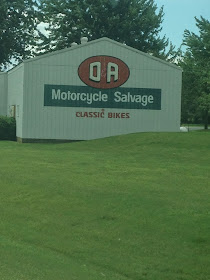 D&A
Motorcycle Salvage
&
CLASSIC BIKES